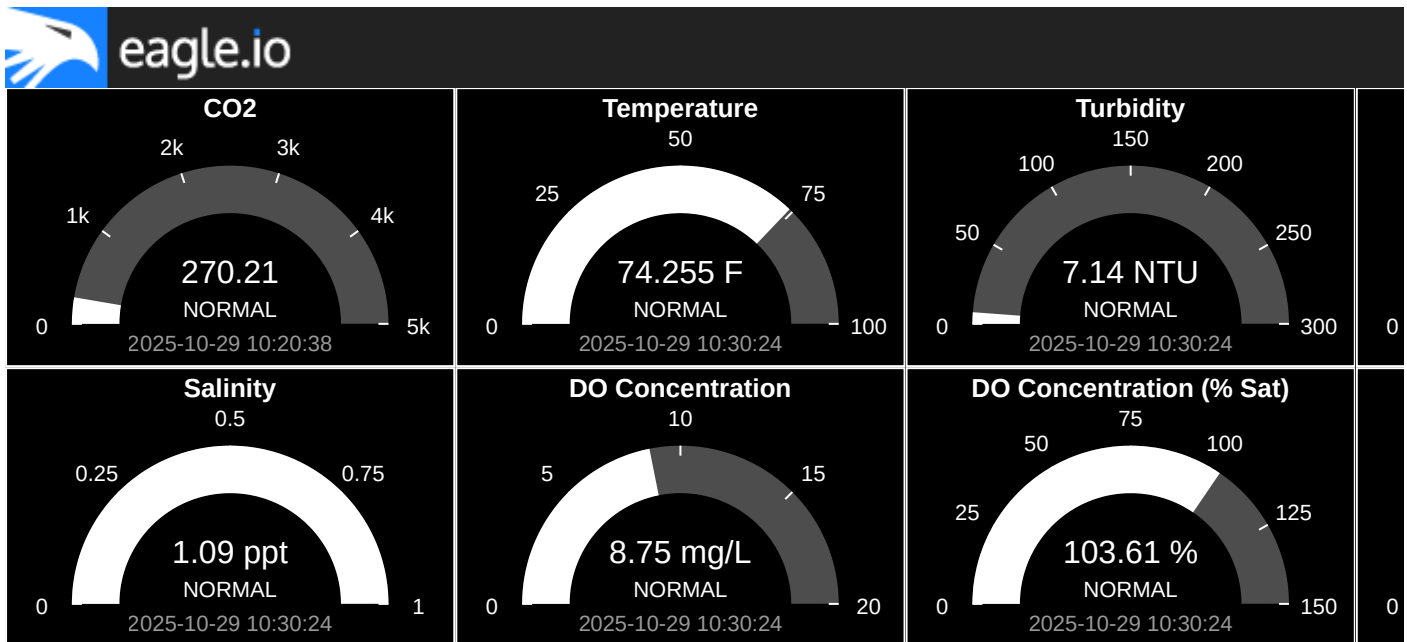 eagle.io
CO2
2k
3k
1k
4k
270.21
NORMAL
0
5k
2025-10-29 10:20:38
Temperature
50
25
75
74.255 F
NORMAL
0
100
2025-10-29 10:30:24
Turbidity
150
100
200
50
250
7.14 NTU
NORMAL
0
300
2025-10-29 10:30:24
0
Salinity
0.5
0.25
0.75
1.09 ppt
NORMAL
0
1
2025-10-29 10:30:24
DO Concentration
10
5
15
8.75 mg/L
NORMAL
0
20
2025-10-29 10:30:24
DO Concentration (% Sat)
75
50
100
25
125
103.61 %
NORMAL
0
150
2025-10-29 10:30:24
0